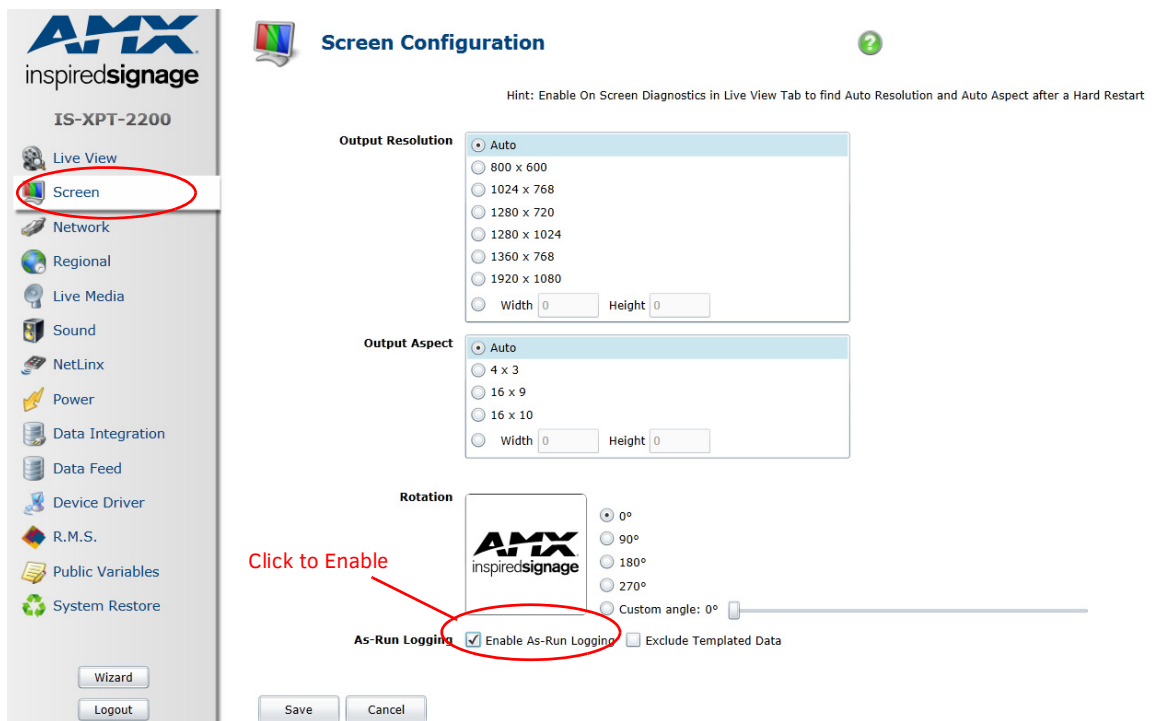 AMX
inspiredsignage
IS-XPT-2200
Live View
Screen
Network
Regional
Live Media
Sound
NetLinx
Power
Data Integration
Data Feed
Device Driver
R.M.S.
Public Variables
System Restore
Wizard
Logout
Screen Configuration
?
Hint: Enable On Screen Diagnostics in Live View Tab to find Auto Resolution and Auto Aspect after a Hard Restart
Output Resolution
Auto
800 x 600
1024 x 768
1280 x 720
1280 x 1024
1360 x 768
1920 x 1080
Width 0 Height 0
Output Aspect
Auto
4 x 3
16 x 9
16 x 10
Width 0 Height 0
Rotation
AMX
inspiredsignage
0°
90°
180°
270°
Custom angle: 0°
Click to Enable
As-Run Logging Enable As-Run Logging Exclude Templated Data
Save Cancel